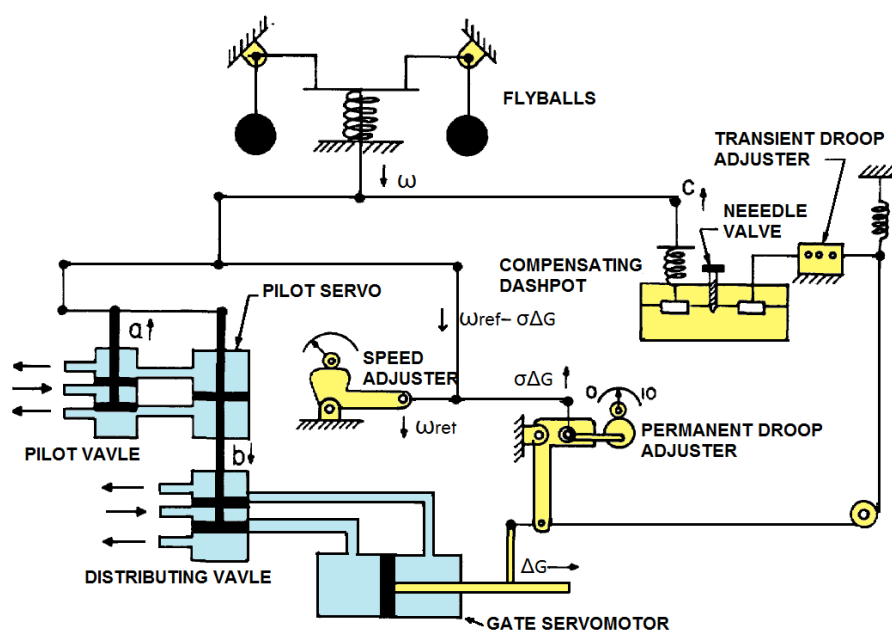 FLYBALLS
TRANSIENT DROOP
ADJUSTER
ω
C
NEEEDLE
VALVE
COMPENSATING
DASHPOT
PILOT SERVO
a
ωref– σΔG
SPEED
ADJUSTER
σΔG
0
10
ωret
PERMANENT DROOP
ADJUSTER
PILOT VAVLE
b
DISTRIBUTING VAVLE
ΔG
GATE SERVOMOTOR